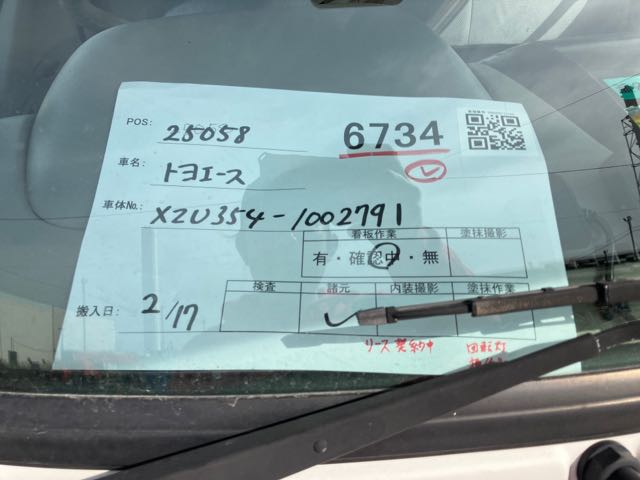 POS: 25058
6734
車名: トヨエース
レ
車体No.: XZU354-1002791
看板作業 塗抹撮影
有・確認中・無
検査 諸元 内装撮影 塗抹作業
搬入日: 2/17
レ
リース契約中
回転灯